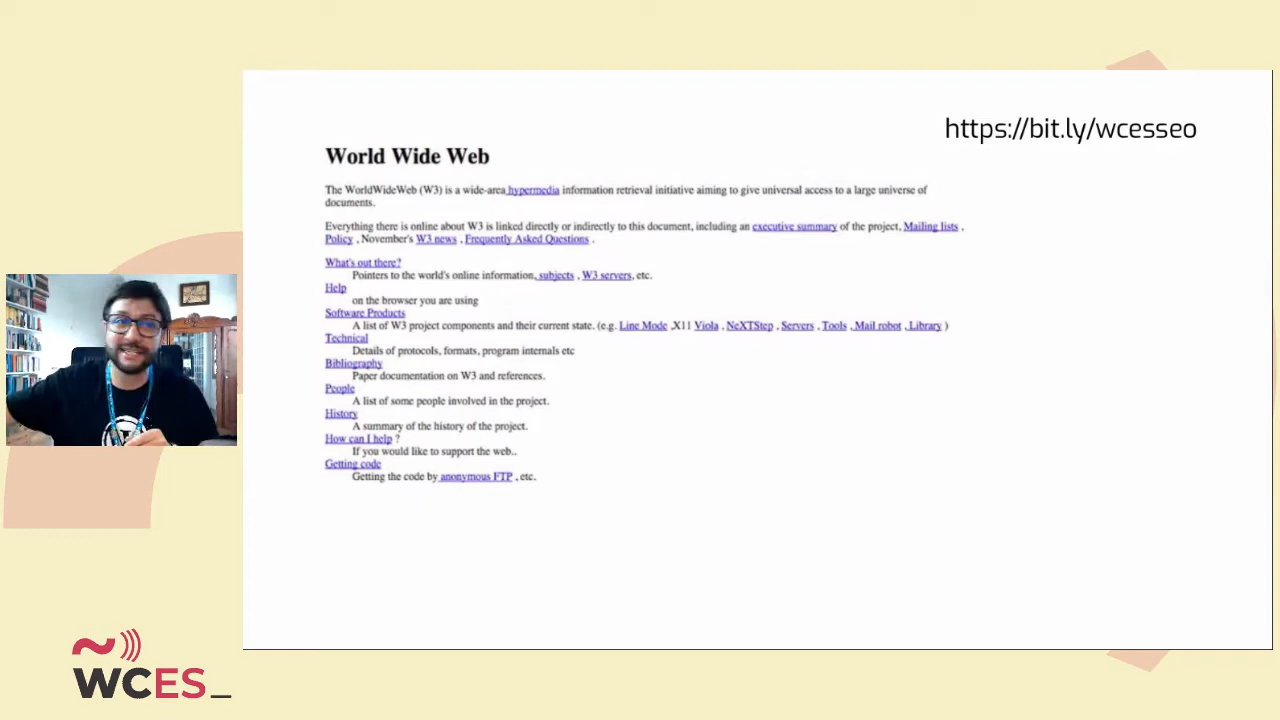 https://bit.ly/wcesseo
World Wide Web
The WorldWideWeb (W3) is a wide-area hypermedia information retrieval initiative aiming to give universal access to a large universe of
documents.
Everything there is online about W3 is linked directly or indirectly to this document, including an executive summary of the project, Mailing lists ,
Policy , November's W3 news , Frequently Asked Questions .
What's out there?
Pointers to the world's online information, subjects , W3 servers, etc.
Help
on the browser you are using
Software Products
A list of W3 project components and their current state. (e.g. Line Mode ,X11 Viola , NeXTStep , Servers , Tools , Mail robot , Library )
Technical
Details of protocols, formats, program internals etc
Bibliography
Paper documentation on W3 and references.
People
A list of some people involved in the project.
History
A summary of the history of the project.
How can I help ?
If you would like to support the web..
Getting code
Getting the code by anonymous FTP , etc.
WCES_